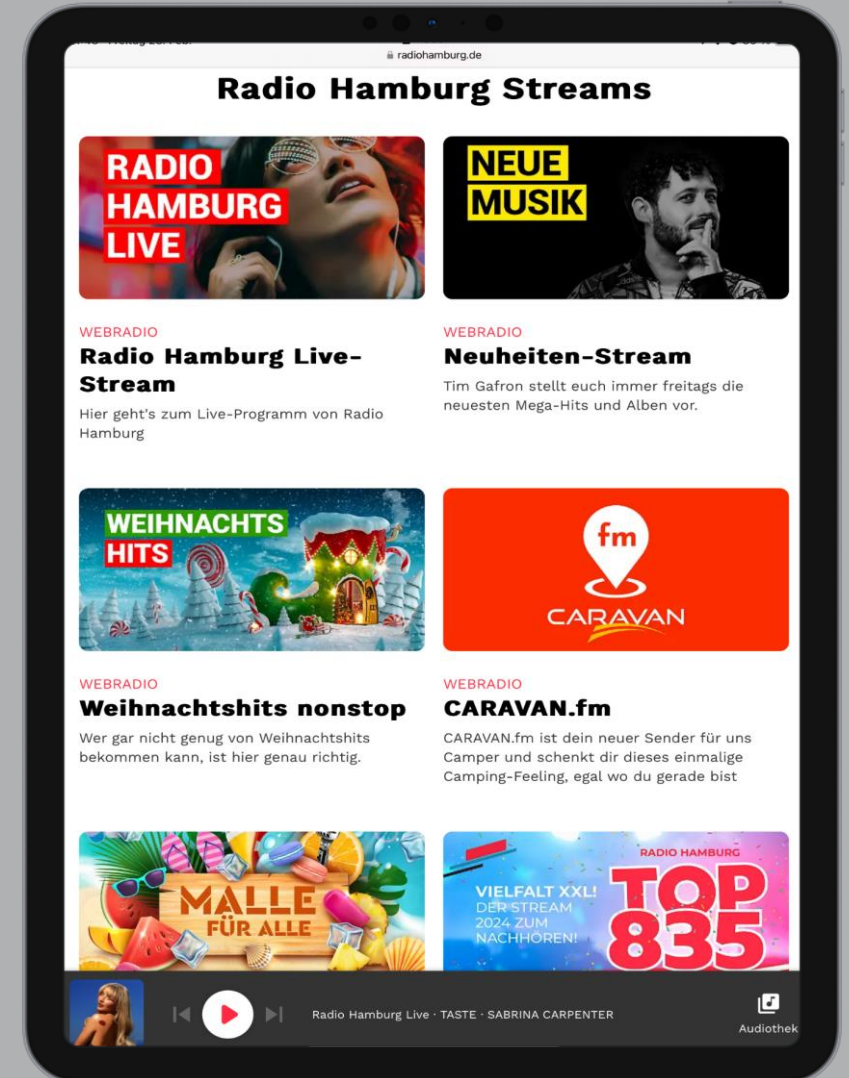 radiohamburg.de
Radio Hamburg Streams
RADIO
HAMBURG
LIVE
NEUE
MUSIK
WEBRADIO
Radio Hamburg Live-
Stream
Hier geht's zum Live-Programm von Radio
Hamburg
WEBRADIO
Neuheiten-Stream
Tim Gafron stellt euch immer freitags die
neuesten Mega-Hits und Alben vor.
WEIHNACHTS
HITS
fm
CARAVAN
WEBRADIO
Weihnachtshits nonstop
Wer gar nicht genug von Weihnachtshits
bekommen kann, ist hier genau richtig.
WEBRADIO
CARAVAN.fm
CARAVAN.fm ist dein neuer Sender für uns
Camper und schenkt dir dieses einmalige
Camping-Feeling, egal wo du gerade bist
MALLE
FÜR ALLE
RADIO HAMBURG
TOP
835
VIELFALT XXL!
DER STREAM
2024 ZUM
NACHHÖREN!
Radio Hamburg Live · TASTE · SABRINA CARPENTER
Audiothek